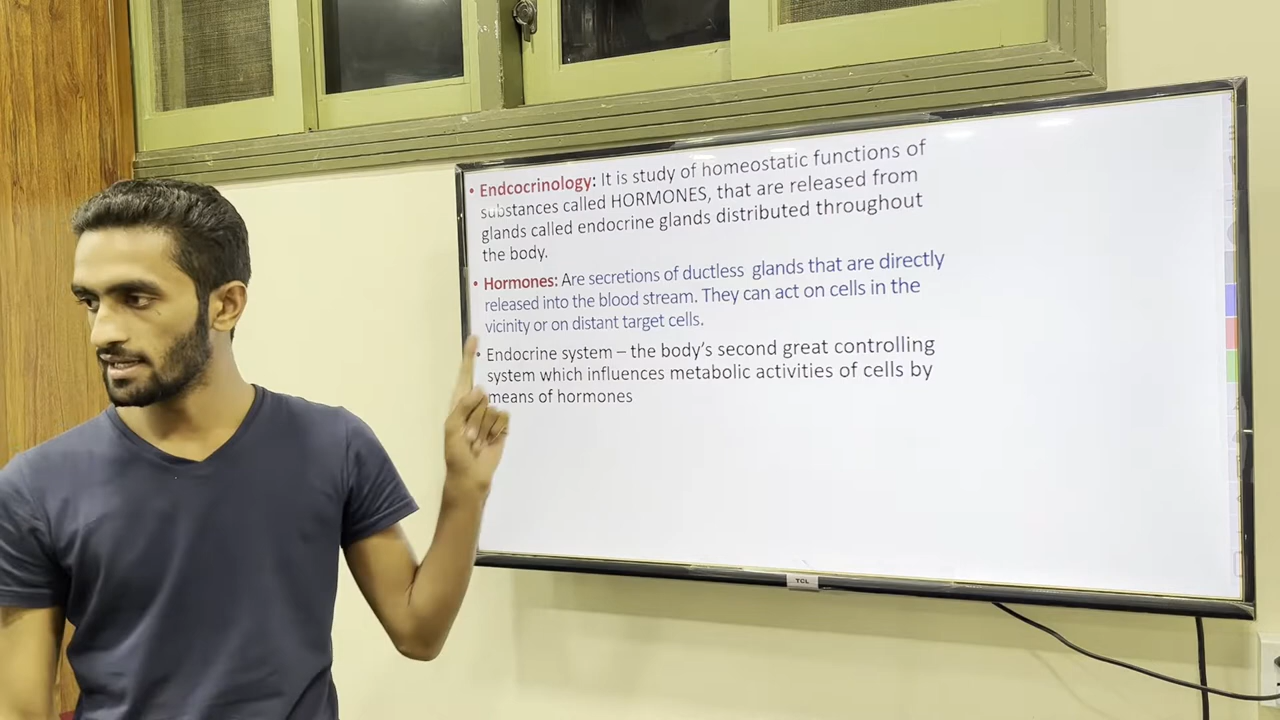 • Endcocrinology: It is study of homeostatic functions of
substances called HORMONES, that are released from
glands called endocrine glands distributed throughout
the body.
• Hormones: Are secretions of ductless glands that are directly
released into the blood stream. They can act on cells in the
vicinity or on distant target cells.
• Endocrine system – the body's second great controlling
system which influences metabolic activities of cells by
means of hormones
TCL